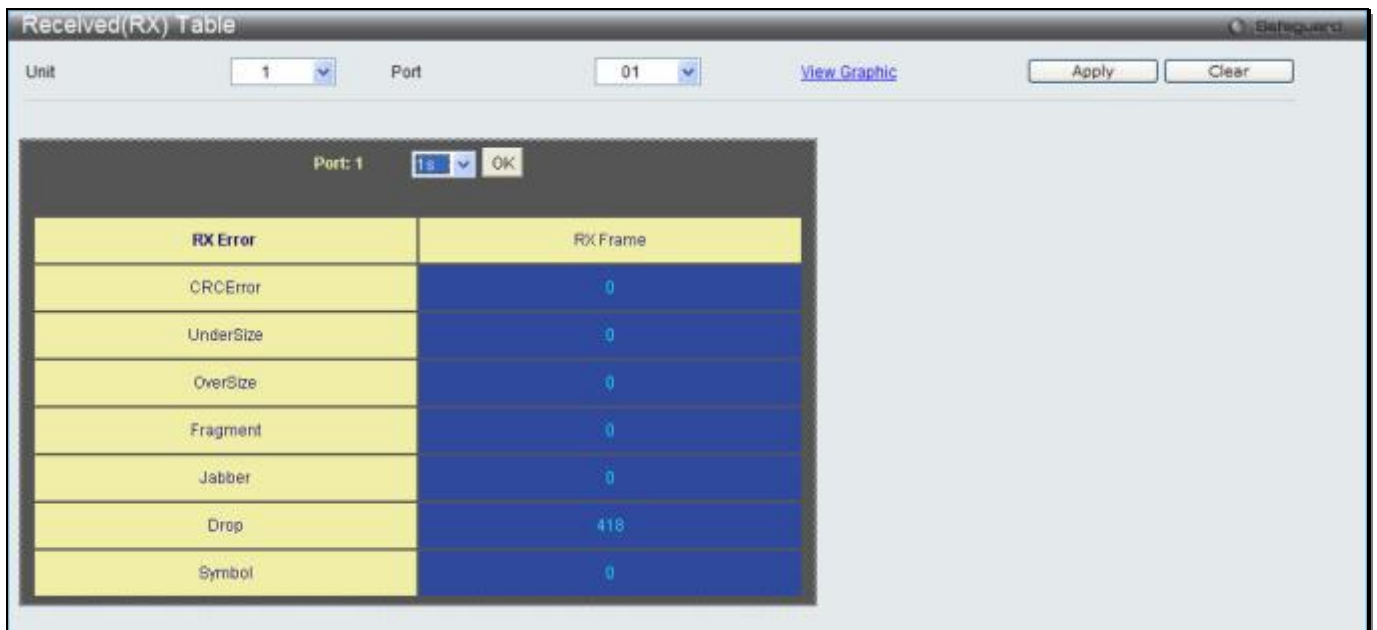 Received(RX) Table Safeguard
Unit 1 Port 01 View Graphic Apply Clear
Port: 1 1s OK
RX Error RX Frame
CRCError 0
UnderSize 0
OverSize 0
Fragment 0
Jabber 0
Drop 418
Symbol 0